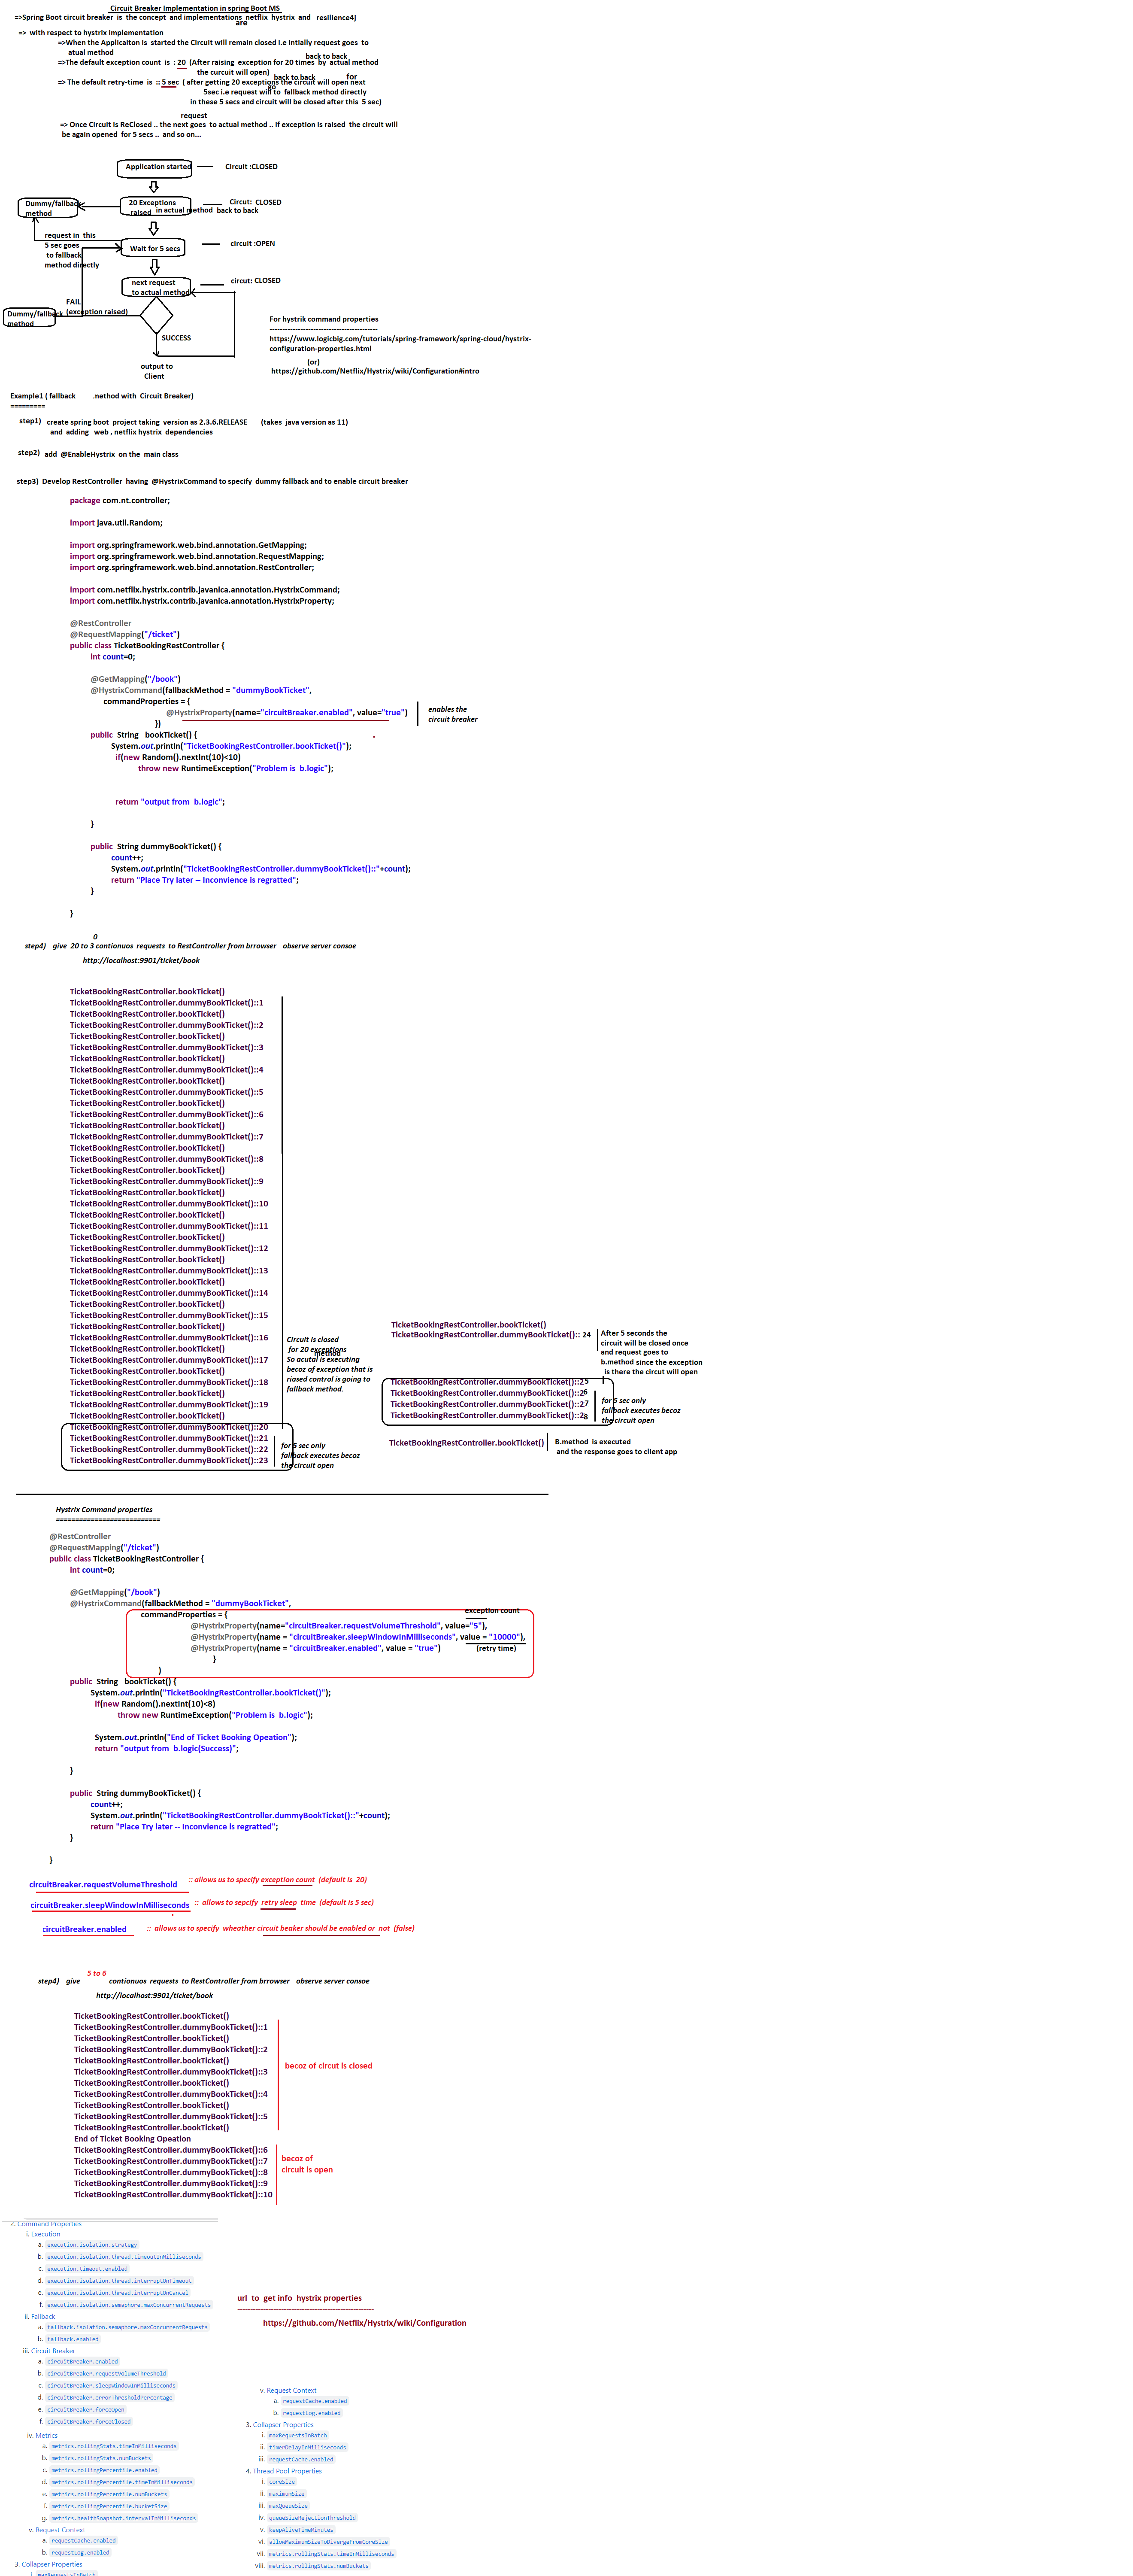 Circuit Breaker Implementation in spring Boot MS
=>Spring Boot circuit breaker is the concept and implementations netflix hystrix and resilience4j
are
=> with respect to hystrix implementation
=>When the Applicaiton is started the Circuit will remain closed i.e intially request goes to
atual method
back to back
=>The default exception count is : 20 (After raising exception for 20 times by actual method
the curcuit will open)
back to back for
=> The default retry-time is :: 5 sec ( after getting 20 exceptions the circuit will open next
go
5sec i.e request will to fallback method directly
in these 5 secs and circuit will be closed after this 5 sec)
request
=> Once Circuit is ReClosed .. the next goes to actual method .. if exception is raised the circuit will
be again opened for 5 secs .. and so on...
Application started
Circuit :CLOSED
Dummy/fallback
method
20 Exceptions
raised in actual method back to back
Circut: CLOSED
request in this
5 sec goes
to fallback
method directly
Wait for 5 secs
circuit :OPEN
next request
to actual method
circut: CLOSED
FAIL
(exception raised)
Dummy/fallback
method
SUCCESS
output to
Client
For hystrik command properties
------------------------------------------
https://www.logicbig.com/tutorials/spring-framework/spring-cloud/hystrix-
configuration-properties.html
(or)
https://github.com/Netflix/Hystrix/wiki/Configuration#intro
Example1 ( fallback .nethod with Circuit Breaker)
=========
step1) create spring boot project taking version as 2.3.6.RELEASE (takes java version as 11)
and adding web , netflix hystrix dependencies
step2) add @EnableHystrix on the main class
step3) Develop RestController having @HystrixCommand to specify dummy fallback and to enable circuit breaker
package com.nt.controller;
import java.util.Random;
import org.springframework.web.bind.annotation.GetMapping;
import org.springframework.web.bind.annotation.RequestMapping;
import org.springframework.web.bind.annotation.RestController;
import com.netflix.hystrix.contrib.javanica.annotation.HystrixCommand;
import com.netflix.hystrix.contrib.javanica.annotation.HystrixProperty;
@RestController
@RequestMapping("/ticket")
public class TicketBookingRestController {
int count=0;
@GetMapping("/book")
@HystrixCommand(fallbackMethod = "dummyBookTicket",
commandProperties = {
@HystrixProperty(name="circuitBreaker.enabled", value="true")
})
enables the
circuit breaker
public String bookTicket() {
System.out.println("TicketBookingRestController.bookTicket()");
if(new Random().nextInt(10)<10)
throw new RuntimeException("Problem is b.logic");
return "output from b.logic";
}
public String dummyBookTicket() {
count++;
System.out.println("TicketBookingRestController.dummyBookTicket()::"+count);
return "Place Try later -- Inconvience is regratted";
}
}
0
step4) give 20 to 3 contionuos requests to RestController from brrowser observe server consoe
http://localhost:9901/ticket/book
TicketBookingRestController.bookTicket()
TicketBookingRestController.dummyBookTicket()::1
TicketBookingRestController.bookTicket()
TicketBookingRestController.dummyBookTicket()::2
TicketBookingRestController.bookTicket()
TicketBookingRestController.dummyBookTicket()::3
TicketBookingRestController.bookTicket()
TicketBookingRestController.dummyBookTicket()::4
TicketBookingRestController.bookTicket()
TicketBookingRestController.dummyBookTicket()::5
TicketBookingRestController.bookTicket()
TicketBookingRestController.dummyBookTicket()::6
TicketBookingRestController.bookTicket()
TicketBookingRestController.dummyBookTicket()::7
TicketBookingRestController.bookTicket()
TicketBookingRestController.dummyBookTicket()::8
TicketBookingRestController.bookTicket()
TicketBookingRestController.dummyBookTicket()::9
TicketBookingRestController.bookTicket()
TicketBookingRestController.dummyBookTicket()::10
TicketBookingRestController.bookTicket()
TicketBookingRestController.dummyBookTicket()::11
TicketBookingRestController.bookTicket()
TicketBookingRestController.dummyBookTicket()::12
TicketBookingRestController.bookTicket()
TicketBookingRestController.dummyBookTicket()::13
TicketBookingRestController.bookTicket()
TicketBookingRestController.dummyBookTicket()::14
TicketBookingRestController.bookTicket()
TicketBookingRestController.dummyBookTicket()::15
TicketBookingRestController.bookTicket()
TicketBookingRestController.dummyBookTicket()::16
TicketBookingRestController.bookTicket()
TicketBookingRestController.dummyBookTicket()::17
TicketBookingRestController.bookTicket()
TicketBookingRestController.dummyBookTicket()::18
TicketBookingRestController.bookTicket()
TicketBookingRestController.dummyBookTicket()::19
TicketBookingRestController.bookTicket()
TicketBookingRestController.dummyBookTicket()::20
TicketBookingRestController.dummyBookTicket()::21
TicketBookingRestController.dummyBookTicket()::22
TicketBookingRestController.dummyBookTicket()::23
Circuit is closed
for 20 exceptions
method
So acutal is executing
becoz of exception that is
riased control is going to
fallback method.
for 5 sec only
fallback executes becoz
the circuit open
TicketBookingRestController.bookTicket()
TicketBookingRestController.dummyBookTicket():: 24
After 5 seconds the
circuit will be closed once
and request goes to
b.method since the exception
is there the circut will open
TicketBookingRestController.dummyBookTicket()::25
TicketBookingRestController.dummyBookTicket()::26
TicketBookingRestController.dummyBookTicket()::27
TicketBookingRestController.dummyBookTicket()::28
for 5 sec only
fallback executes becoz
the circuit open
TicketBookingRestController.bookTicket()
B.method is executed
and the response goes to client app
Hystrix Command properties
===========================
@RestController
@RequestMapping("/ticket")
public class TicketBookingRestController {
int count=0;
@GetMapping("/book")
@HystrixCommand(fallbackMethod = "dummyBookTicket",
commandProperties = {
exception count
@HystrixProperty(name="circuitBreaker.requestVolumeThreshold", value="5"),
@HystrixProperty(name = "circuitBreaker.sleepWindowInMilliseconds", value = "10000"),
@HystrixProperty(name = "circuitBreaker.enabled", value = "true")
(retry time)
}
)
public String bookTicket() {
System.out.println("TicketBookingRestController.bookTicket()");
if(new Random().nextInt(10)<8)
throw new RuntimeException("Problem is b.logic");
System.out.println("End of Ticket Booking Opeation");
return "output from b.logic(Success)";
}
public String dummyBookTicket() {
count++;
System.out.println("TicketBookingRestController.dummyBookTicket()::"+count);
return "Place Try later -- Inconvience is regratted";
}
}
circuitBreaker.requestVolumeThreshold :: allows us to specify exception count (default is 20)
circuitBreaker.sleepWindowInMilliseconds :: allows to sepcify retry sleep time (default is 5 sec)
circuitBreaker.enabled :: allows us to specify wheather circuit beaker should be enabled or not (false)
5 to 6
step4) give contionuos requests to RestController from brrowser observe server consoe
http://localhost:9901/ticket/book
TicketBookingRestController.bookTicket()
TicketBookingRestController.dummyBookTicket()::1
TicketBookingRestController.bookTicket()
TicketBookingRestController.dummyBookTicket()::2
TicketBookingRestController.bookTicket()
TicketBookingRestController.dummyBookTicket()::3
TicketBookingRestController.bookTicket()
TicketBookingRestController.dummyBookTicket()::4
TicketBookingRestController.bookTicket()
TicketBookingRestController.dummyBookTicket()::5
TicketBookingRestController.bookTicket()
End of Ticket Booking Opeation
TicketBookingRestController.dummyBookTicket()::6
TicketBookingRestController.dummyBookTicket()::7
TicketBookingRestController.dummyBookTicket()::8
TicketBookingRestController.dummyBookTicket()::9
TicketBookingRestController.dummyBookTicket()::10
becoz of circut is closed
becoz of
circuit is open
2. Command Properties
i. Execution
a. execution.isolation.strategy
b. execution.isolation.thread.timeoutInMilliseconds
c. execution.timeout.enabled
d. execution.isolation.thread.interruptOnTimeout
e. execution.isolation.thread.interruptOnCancel
f. execution.isolation.semaphore.maxConcurrentRequests
ii. Fallback
a. fallback.isolation.semaphore.maxConcurrentRequests
b. fallback.enabled
iii. Circuit Breaker
a. circuitBreaker.enabled
b. circuitBreaker.requestVolumeThreshold
c. circuitBreaker.sleepWindowInMilliseconds
d. circuitBreaker.errorThresholdPercentage
e. circuitBreaker.forceOpen
f. circuitBreaker.forceClosed
iv. Metrics
a. metrics.rollingStats.timeInMilliseconds
b. metrics.rollingStats.numBuckets
c. metrics.rollingPercentile.enabled
d. metrics.rollingPercentile.timeInMilliseconds
e. metrics.rollingPercentile.numBuckets
f. metrics.rollingPercentile.bucketSize
g. metrics.healthSnapshot.intervalInMilliseconds
v. Request Context
a. requestCache.enabled
b. requestLog.enabled
3. Collapser Properties
i. maxRequestsInBatch
url to get info hystrix properties
-----------------------------------------------------
https://github.com/Netflix/Hystrix/wiki/Configuration
v. Request Context
a. requestCache.enabled
b. requestLog.enabled
3. Collapser Properties
i. maxRequestsInBatch
ii. timerDelayInMilliseconds
iii. requestCache.enabled
4. Thread Pool Properties
i. coreSize
ii. maximumSize
iii. maxQueueSize
iv. queueSizeRejectionThreshold
v. keepAliveTimeMinutes
vi. allowMaximumSizeToDivergeFromCoreSize
vii. metrics.rollingStats.timeInMilliseconds
viii. metrics.rollingStats.numBuckets